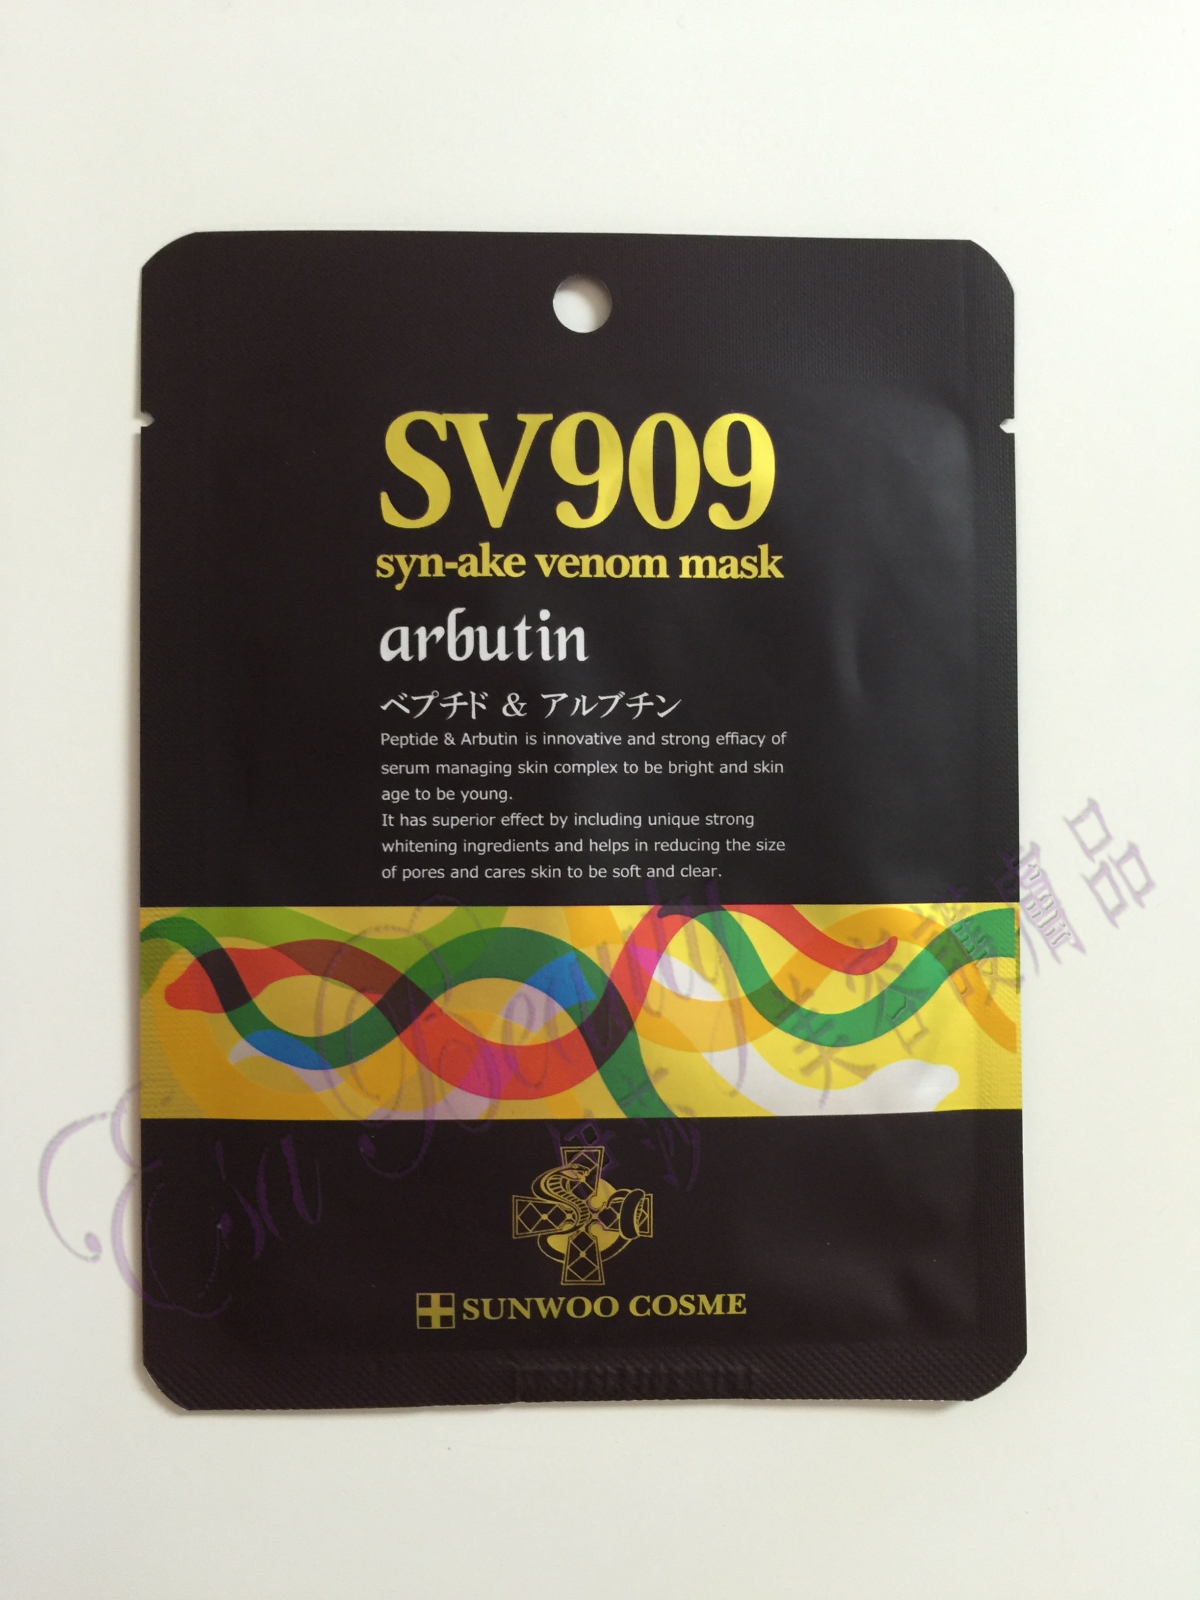 SV909
syn-ake venom mask
arbutin
ペプチド & アルブチン
Peptide & Arbutin is innovative and strong effiacy of
serum managing skin complex to be bright and skin
age to be young.
It has superior effect by including unique strong
whitening ingredients and helps in reducing the size
of pores and cares skin to be soft and clear.
Beauty
SUNWOO COSME